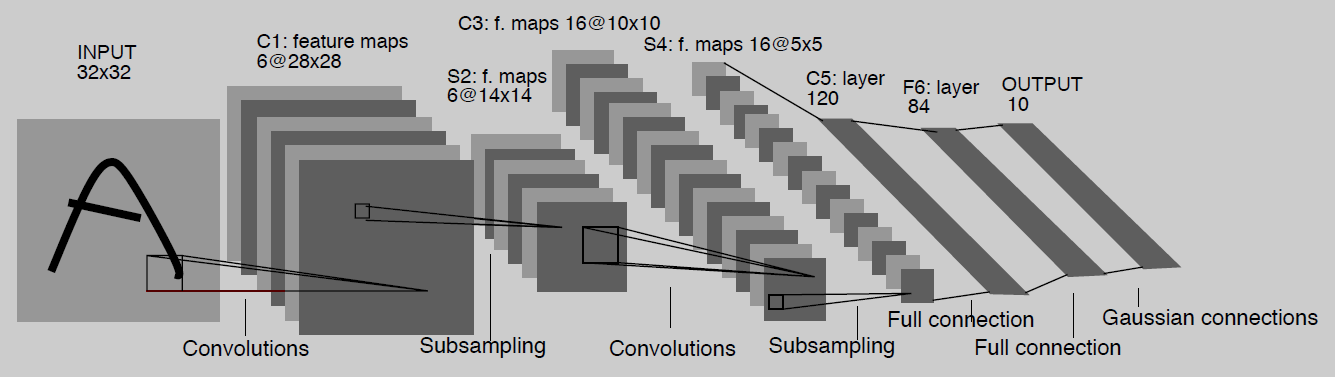 INPUT
32x32
C1: feature maps
6@28x28
S2: f. maps
6@14x14
C3: f. maps 16@10x10
S4: f. maps 16@5x5
C5: layer
120
F6: layer
84
OUTPUT
10
Convolutions
Subsampling
Convolutions
Subsampling
Full connection
Full connection
Gaussian connections
A